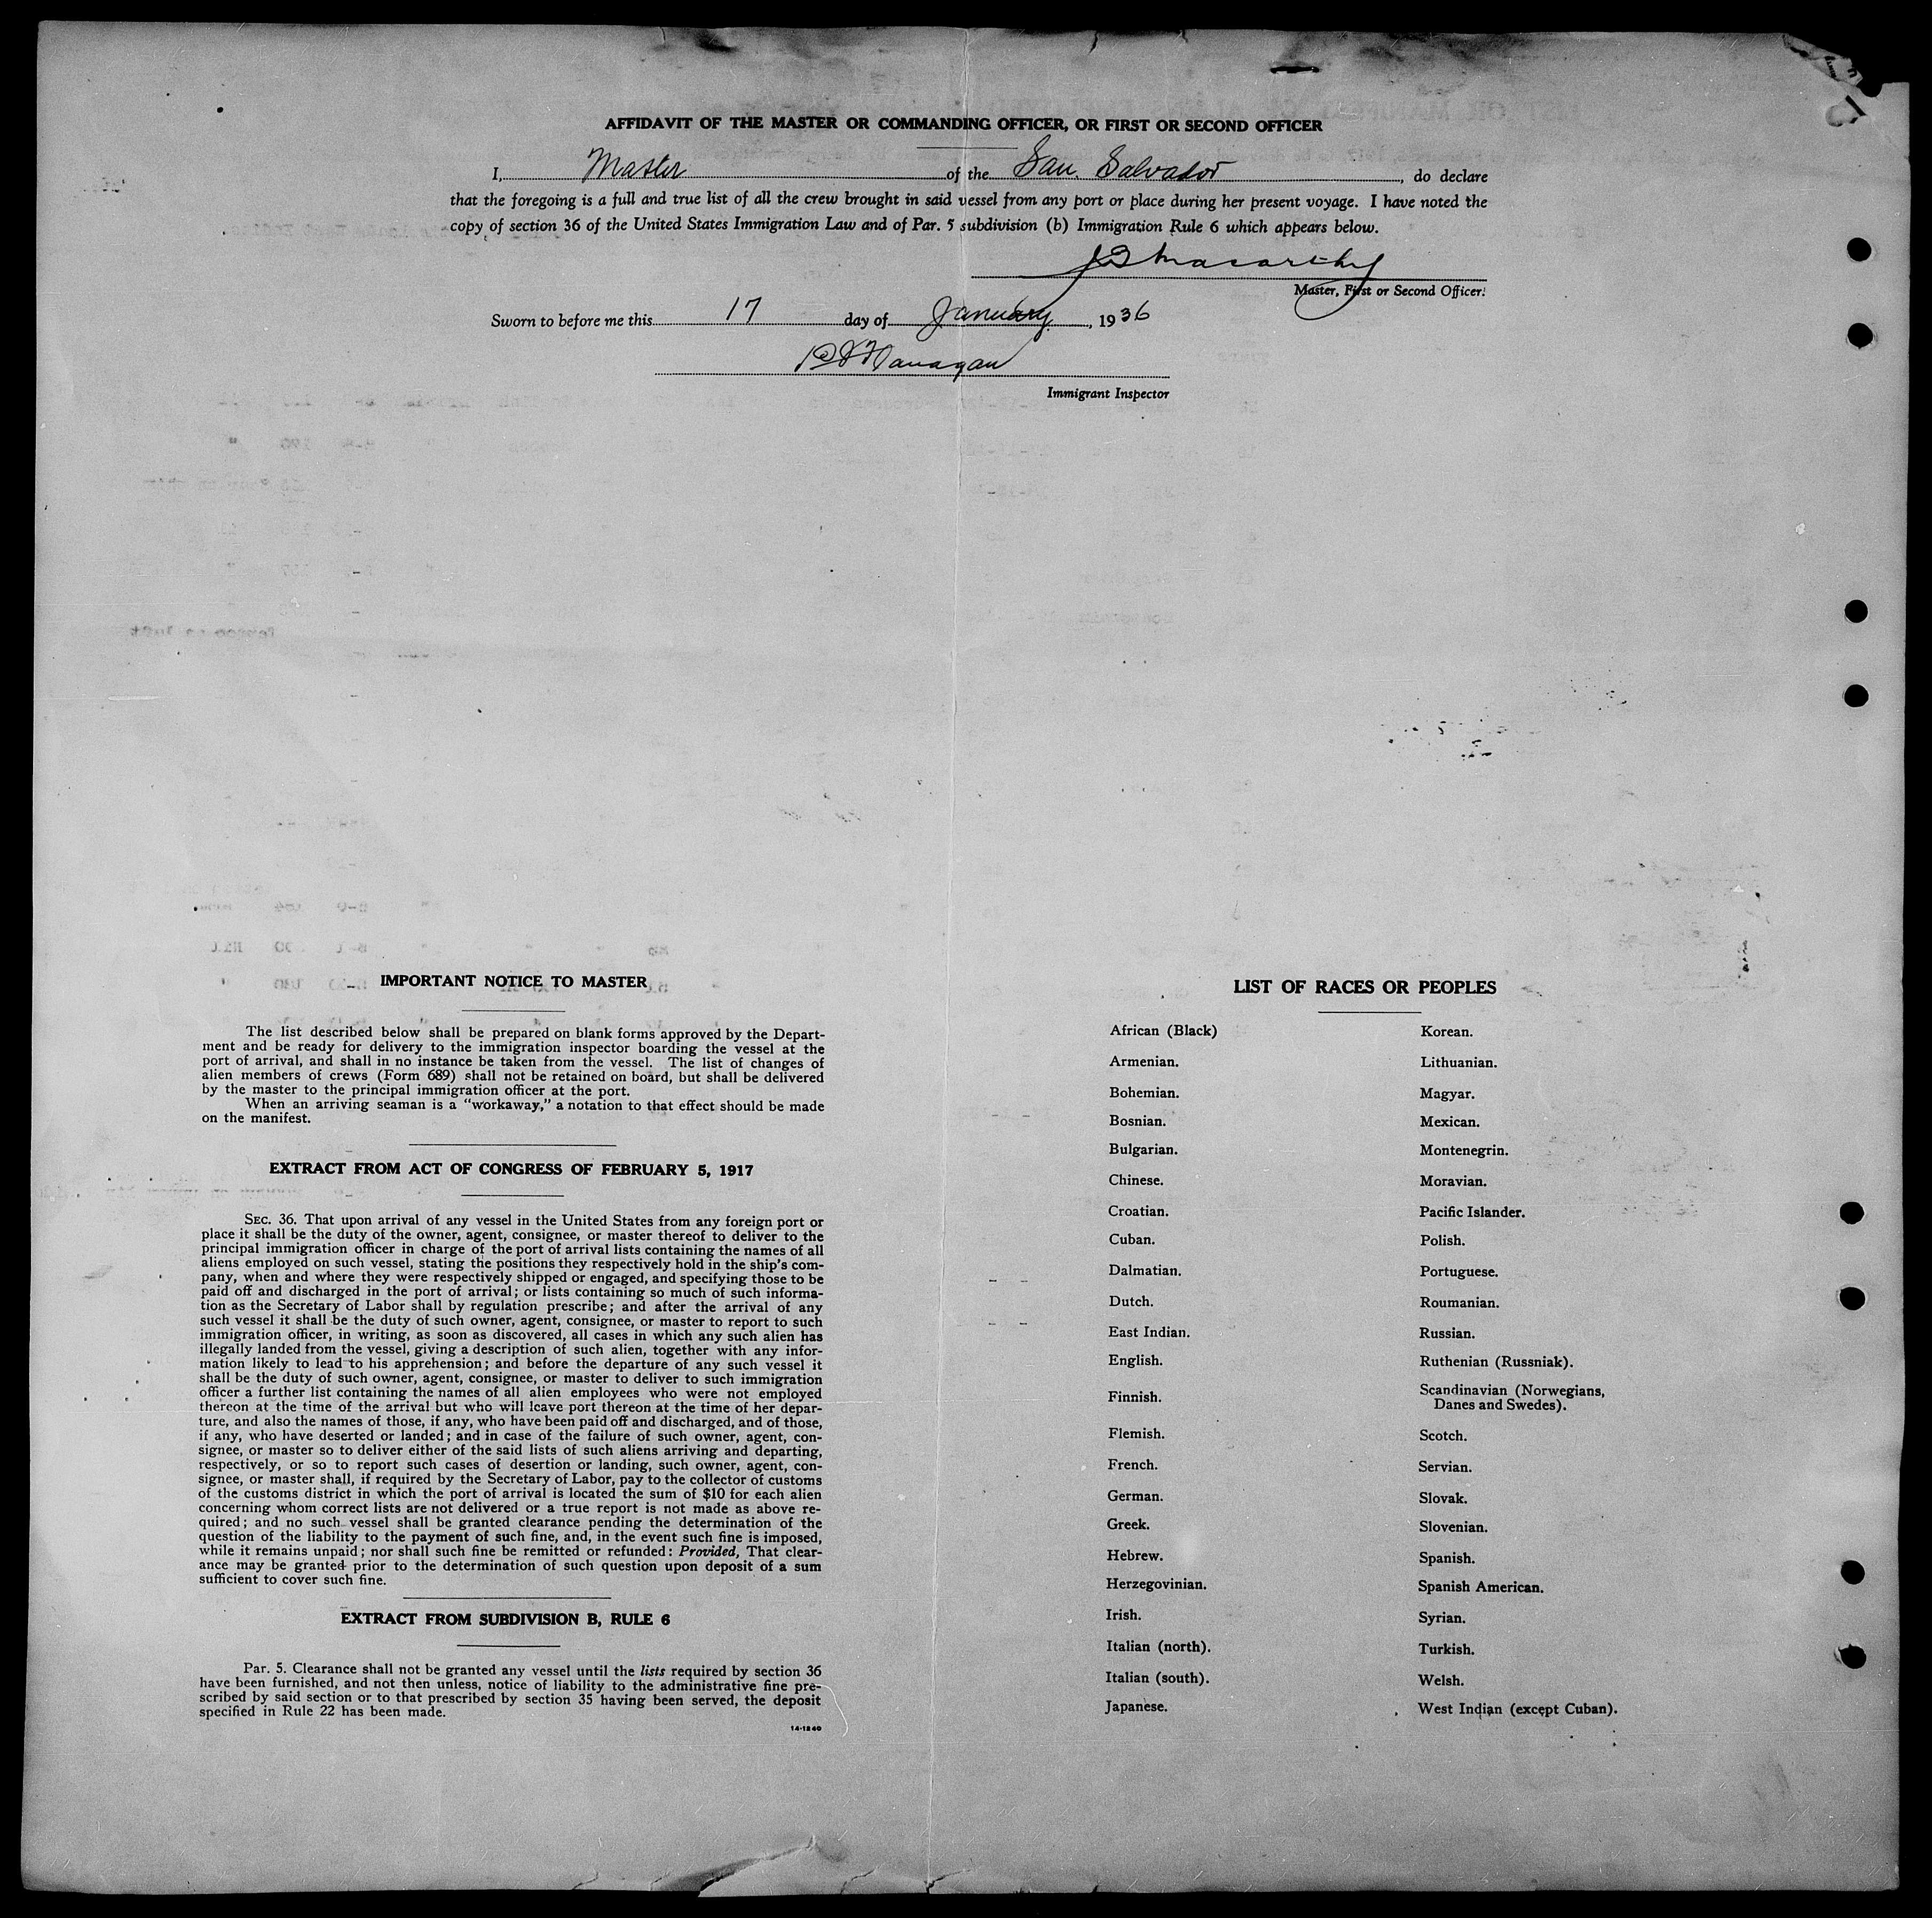 AFFIDAVIT OF THE MASTER OR COMMANDING OFFICER, OR FIRST OR SECOND OFFICER
I, Master of the San Salvador, do declare
that the foregoing is a full and true list of all the crew brought in said vessel from any port or place during her present voyage. I have noted the
copy of section 36 of the United States Immigration Law and of Par. 5 subdivision (b) Immigration Rule 6 which appears below.
Master, First or Second Officer.
Sworn to before me this 17 day of January, 1936
Immigrant Inspector
IMPORTANT NOTICE TO MASTER
The list described below shall be prepared on blank forms approved by the Depart-
ment and be ready for delivery to the immigration inspector boarding the vessel at the
port of arrival, and shall in no instance be taken from the vessel. The list of changes of
alien members of crews (Form 689) shall not be retained on board, but shall be delivered
by the master to the principal immigration officer at the port.
When an arriving seaman is a "workaway," a notation to that effect should be made
on the manifest.
EXTRACT FROM ACT OF CONGRESS OF FEBRUARY 5, 1917
SEC. 36. That upon arrival of any vessel in the United States from any foreign port or
place it shall be the duty of the owner, agent, consignee, or master thereof to deliver to the
principal immigration officer in charge of the port of arrival lists containing the names of all
aliens employed on such vessel, stating the positions they respectively hold in the ship's com-
pany, when and where they were respectively shipped or engaged, and specifying those to be
paid off and discharged in the port of arrival; or lists containing so much of such informa-
tion as the Secretary of Labor shall by regulation prescribe; and after the arrival of any
such vessel it shall be the duty of such owner, agent, consignee, or master to report to such
immigration officer, in writing, as soon as discovered, all cases in which any such alien has
illegally landed from the vessel, giving a description of such alien, together with any infor-
mation likely to lead to his apprehension; and before the departure of any such vessel it
shall be the duty of such owner, agent, consignee, or master to deliver to such immigration
officer a further list containing the names of all alien employees who were not employed
thereon at the time of the arrival but who will leave port thereon at the time of her depar-
ture, and also the names of those, if any, who have been paid off and discharged, and of those,
if any, who have deserted or landed; and in case of the failure of such owner, agent, con-
signee, or master so to deliver either of the said lists of such aliens arriving and departing,
respectively, or so to report such cases of desertion or landing, such owner, agent, con-
signee, or master shall, if required by the Secretary of Labor, pay to the collector of customs
of the customs district in which the port of arrival is located the sum of $10 for each alien
concerning whom correct lists are not delivered or a true report is not made as above re-
quired; and no such vessel shall be granted clearance pending the determination of the
question of the liability to the payment of such fine, and, in the event such fine is imposed,
while it remains unpaid; nor shall such fine be remitted or refunded: Provided, That clear-
ance may be granted prior to the determination of such question upon deposit of a sum
sufficient to cover such fine.
EXTRACT FROM SUBDIVISION B, RULE 6
Par. 5. Clearance shall not be granted any vessel until the lists required by section 36
have been furnished, and not then unless, notice of liability to the administrative fine pre-
scribed by said section or to that prescribed by section 35 having been served, the deposit
specified in Rule 22 has been made.
14-1240
LIST OF RACES OR PEOPLES
African (Black)
Armenian.
Bohemian.
Bosnian.
Bulgarian.
Chinese.
Croatian.
Cuban.
Dalmatian.
Dutch.
East Indian.
English.
Finnish.
Flemish.
French.
German.
Greek.
Hebrew.
Herzegovinian.
Irish.
Italian (north).
Italian (south).
Japanese.
Korean.
Lithuanian.
Magyar.
Mexican.
Montenegrin.
Moravian.
Pacific Islander.
Polish.
Portuguese.
Roumanian.
Russian.
Ruthenian (Russniak).
Scandinavian (Norwegians,
Danes and Swedes).
Scotch.
Servian.
Slovak.
Slovenian.
Spanish.
Spanish American.
Syrian.
Turkish.
Welsh.
West Indian (except Cuban).